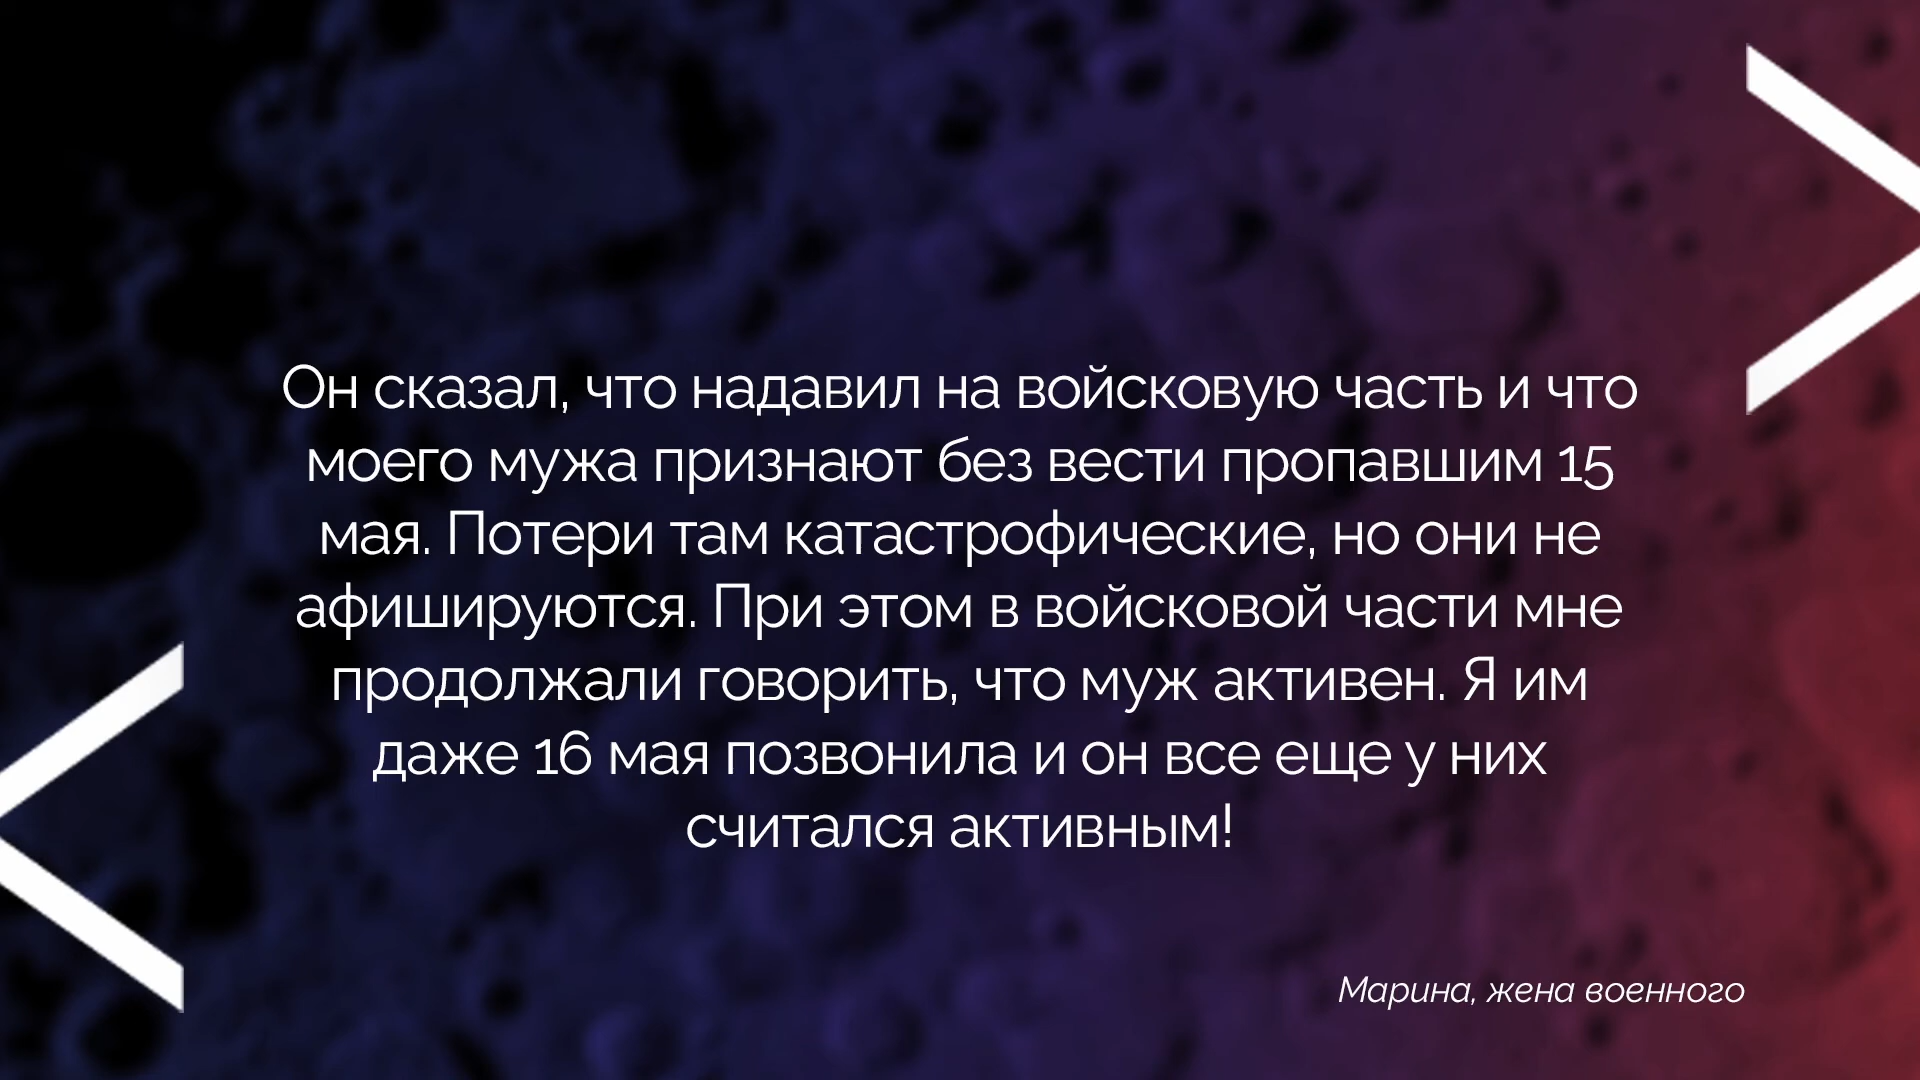 Он сказал, что надавил на войсковую часть и что
моего мужа признают без вести пропавшим 15
мая. Потери там катастрофические, но они не
афишируются. При этом в войсковой части мне
продолжали говорить, что муж активен. Я им
даже 16 мая позвонила и он все еще у них
считался активным!
Марина, жена военного